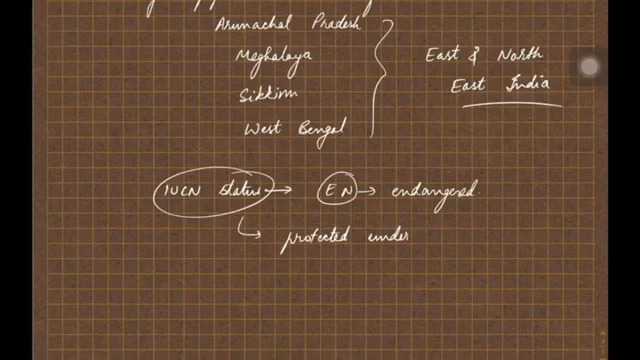 Arunachal Pradesh
Meghalaya
Sikkim
West Bengal
East & North
East India
IUCN status → EN → endangered.
↳ protected under